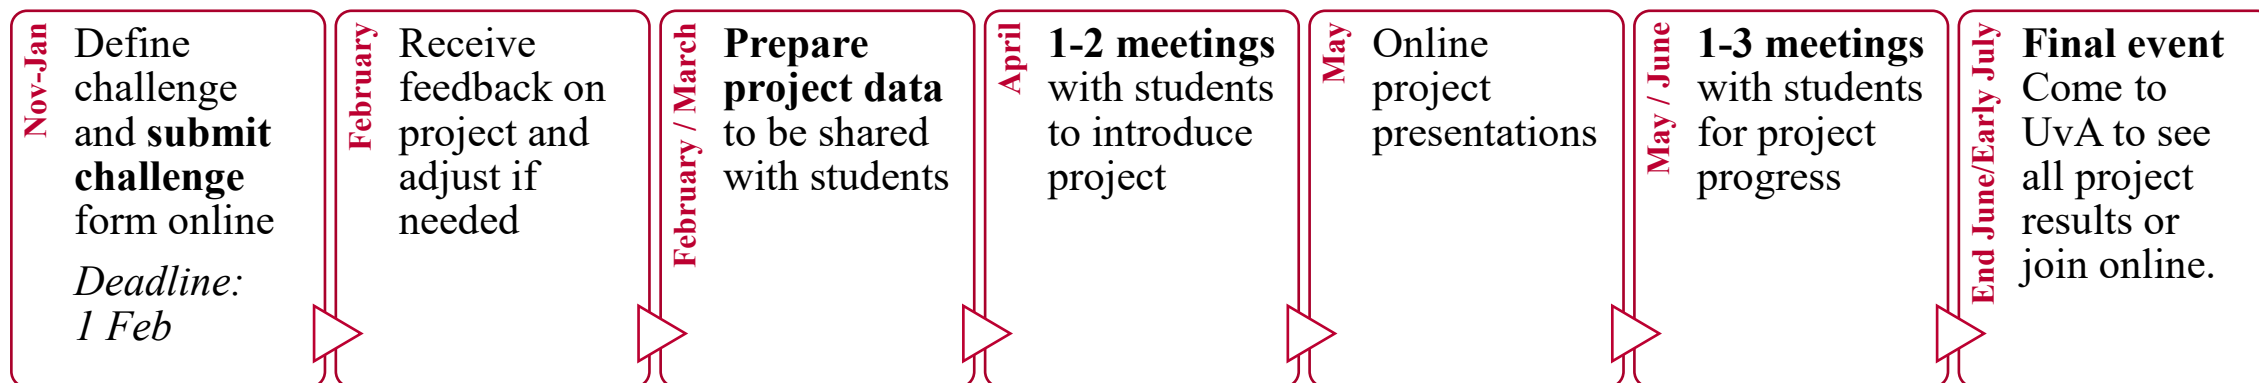 Nov-Jan
Define
challenge
and submit
challenge
form online
Deadline:
1 Feb
February
Receive
feedback on
project and
adjust if
needed
February / March
Prepare
project data
to be shared
with students
April
1-2 meetings
with students
to introduce
project
May
Online
project
presentations
May / June
1-3 meetings
with students
for project
progress
End June/Early July
Final event
Come to
UvA to see
all project
results or
join online.